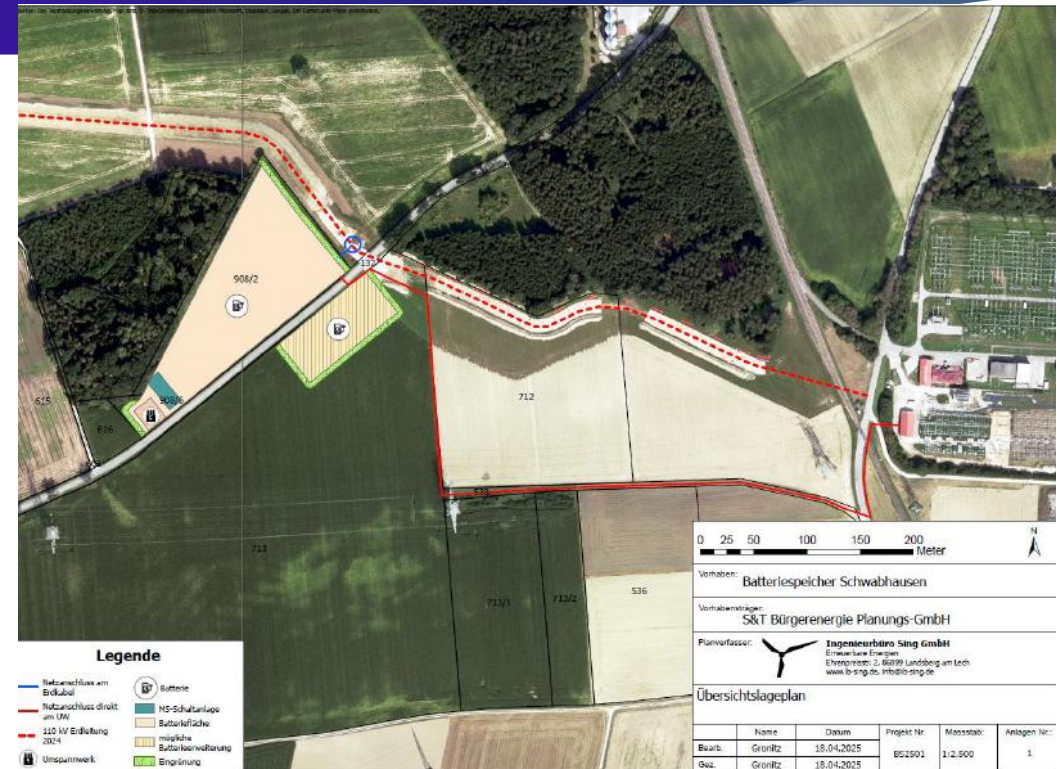 908/2
132
908/6
615
616
712
713
713/1
713/2
536
Legende
Netzanschluss am
Erdkabel
Netzanschluss direkt
am UW
110 kV Erdleitung
2024
Umspannwerk
Batterie
MS-Schaltanlage
Batteriefläche
mögliche
Batterieerweiterung
Eingrünung
0 25 50 100 150 200
Meter
N
Vorhaben: Batteriespeicher Schwabhausen
Vorhabensträger:
S&T Bürgerenergie Planungs-GmbH
Planverfasser:
Ingenieurbüro Sing GmbH
Erneuerbare Energien
Ehrenpreisstr. 2, 86899 Landsberg am Lech
www.ib-sing.de, info@ib-sing.de
Übersichtslageplan
Name Datum Projekt Nr. Massstab: Anlagen Nr.:
Bearb. Gronitz 18.04.2025 BS2501 1:2.500 1
Gez. Gronitz 18.04.2025